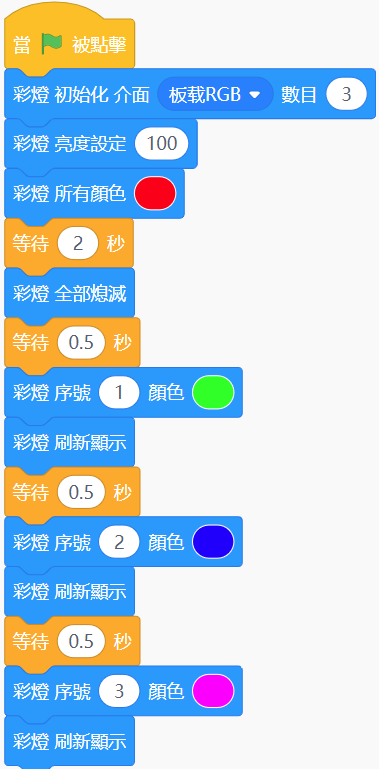 當 被點擊
彩燈 初始化 介面 板载RGB 數目 3
彩燈 亮度設定 100
彩燈 所有顏色
等待 2 秒
彩燈 全部熄滅
等待 0.5 秒
彩燈 序號 1 顏色
彩燈 刷新顯示
等待 0.5 秒
彩燈 序號 2 顏色
彩燈 刷新顯示
等待 0.5 秒
彩燈 序號 3 顏色
彩燈 刷新顯示